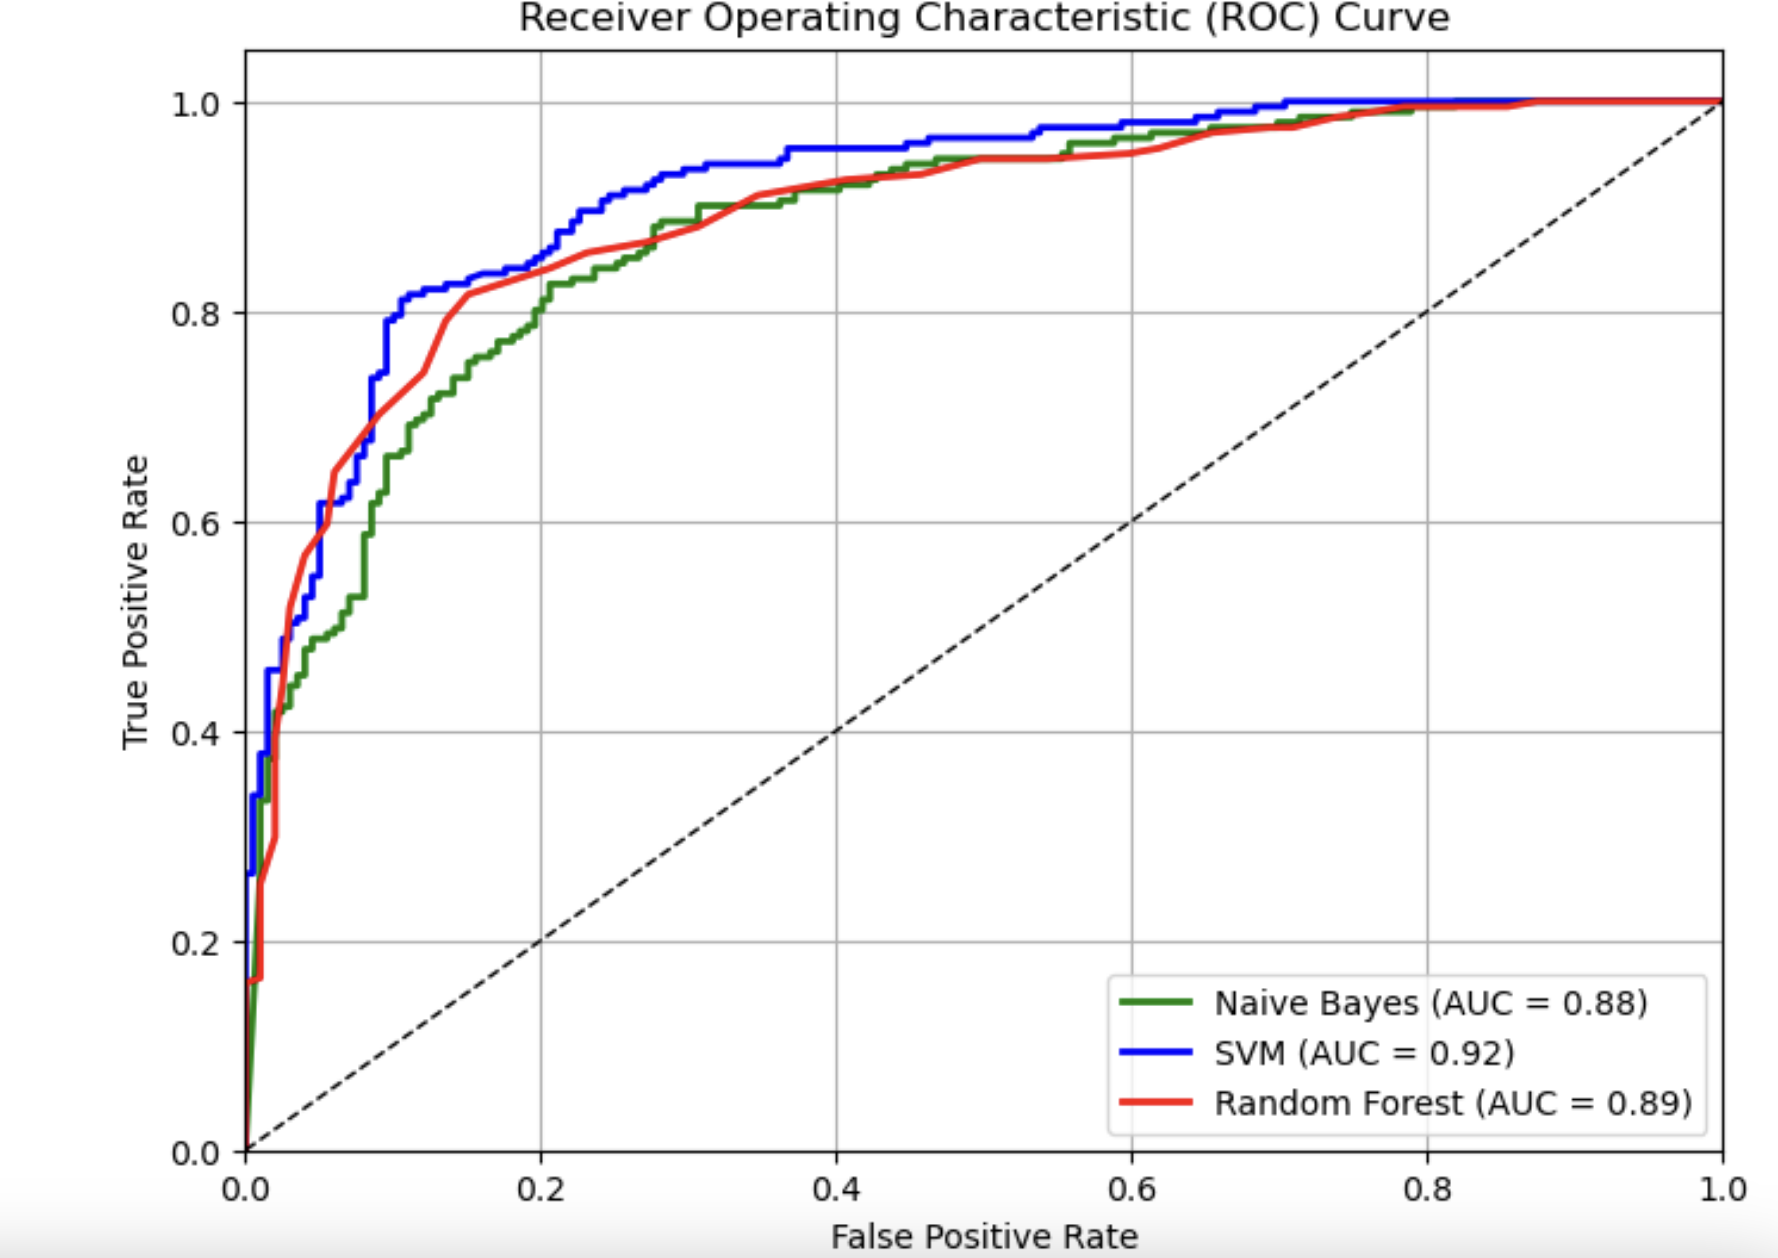 Receiver Operating Characteristic (ROC) Curve
True Positive Rate
1.0
0.8
0.6
0.4
0.2
0.0
Naive Bayes (AUC = 0.88)
SVM (AUC = 0.92)
Random Forest (AUC = 0.89)
0.0 0.2 0.4 0.6 0.8 1.0
False Positive Rate